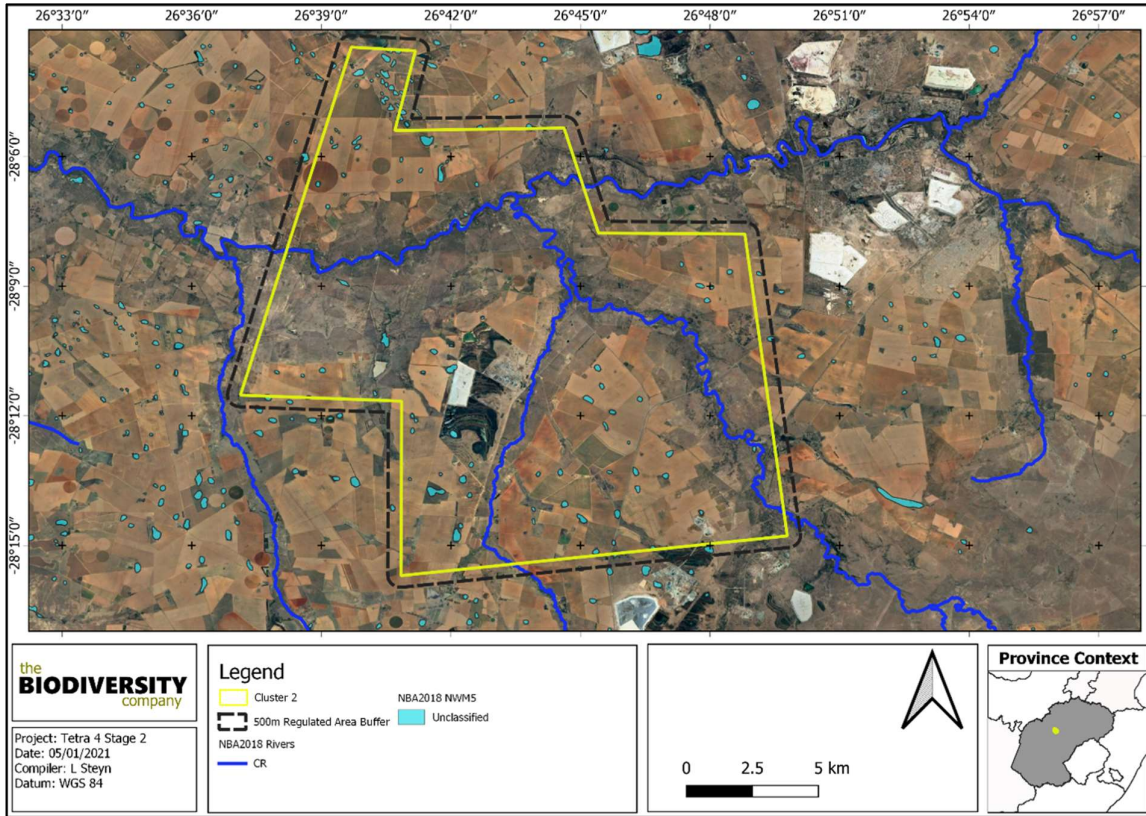 26°33'0" 26°36'0" 26°39'0" 26°42'0" 26°45'0" 26°48'0" 26°51'0" 26°54'0" 26°57'0"
-28°6'0"
-28°9'0"
-28°12'0"
-28°15'0"
the
BIODIVERSITY
company
Project: Tetra 4 Stage 2
Date: 05/01/2021
Compiler: L Steyn
Datum: WGS 84
Legend
Cluster 2
500m Regulated Area Buffer
NBA2018 Rivers
CR
NBA2018 NWM5
Unclassified
0 2.5 5 km
Province Context